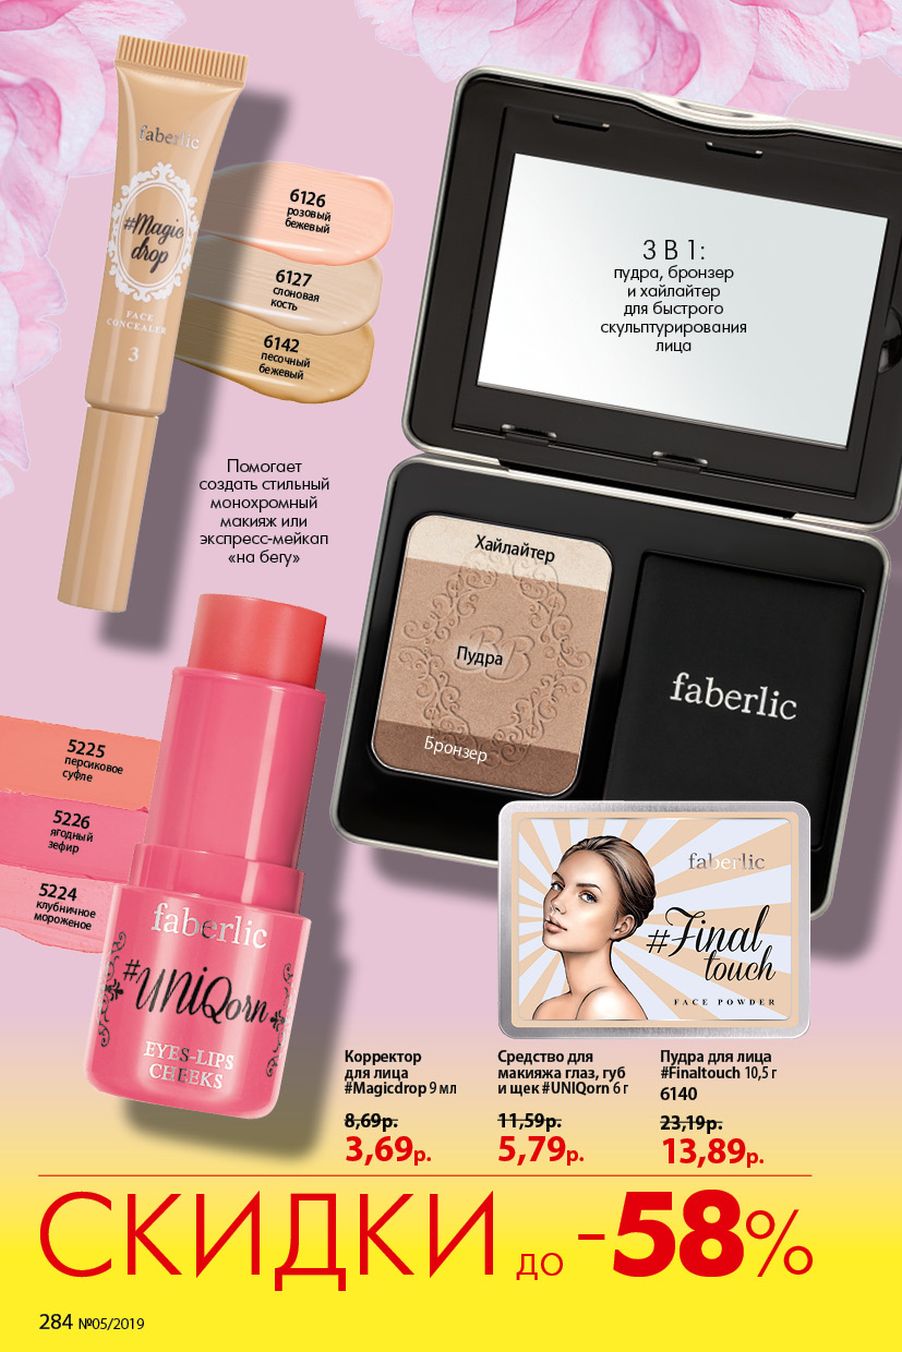 faberlic
#Magic
drop
FACE
CONCEALER
3
6126
розовый
бежевый
6127
слоновая
кость
6142
песочный
бежевый
3 В 1:
пудра, бронзер
и хайлайтер
для быстрого
скульптурирования
лица
Помогает
создать стильный
монохромный
макияж или
экспресс-мейкап
«на бегу»
Хайлайтер
BB
Пудра
Бронзер
faberlic
5225
персиковое
суфле
5226
ягодный
зефир
5224
клубничное
мороженое
faberlic
#UNIQorn
EYES-LIPS
CHEEKS
faberlic
#Final
touch
FACE POWDER
Корректор
для лица
#Magicdrop 9 мл
8,69р.
3,69р.
Средство для
макияжа глаз, губ
и щек #UNIQorn 6 г
11,59р.
5,79р.
Пудра для лица
#Finaltouch 10,5 г
6140
23,19р.
13,89р.
СКИДКИ до -58%
284 №05/2019